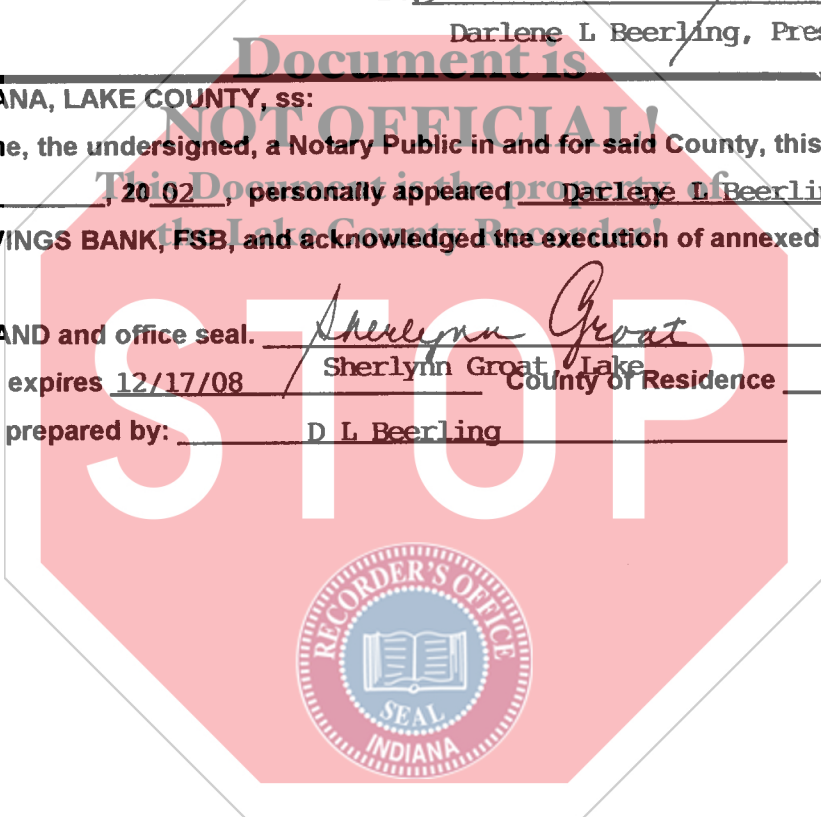 Darlene L Beerling, Pres
Document is
ANA, LAKE COUNTY, ss:
NOT OFFICIAL!
ne, the undersigned, a Notary Public in and for said County, this
This Document is the property of
, 20 02 , personally appeared Darlene L Beerlin
the Lake County Recorder!
VINGS BANK, FSB, and acknowledged the execution of annexed
AND and office seal. Sherlynn Groat
Sherlynn Groat, Lake
expires 12/17/08 County of Residence
prepared by: D L Beerling
STOP
RECORDER'S OFFICE
SEAL
INDIANA